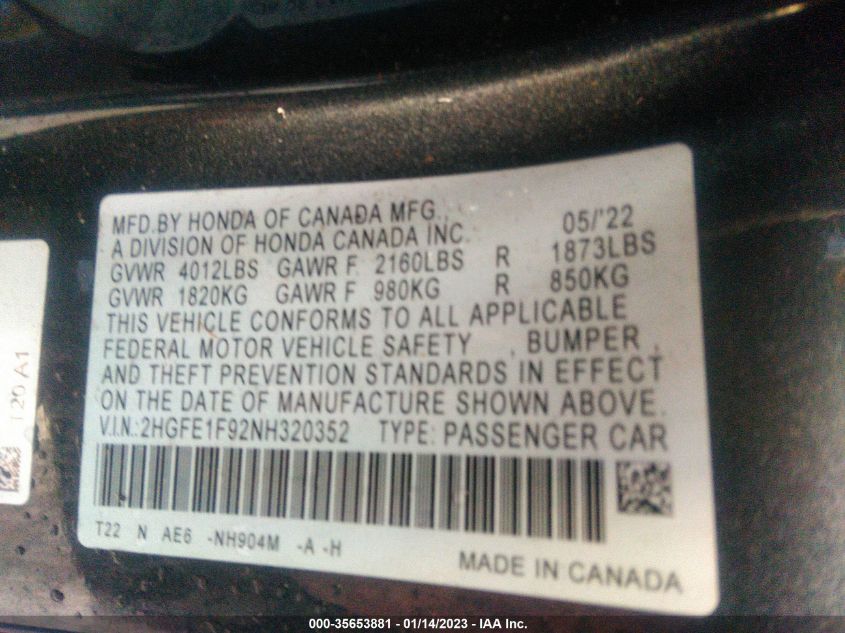 MFD.BY HONDA OF CANADA MFG., 05/'22
A DIVISION OF HONDA CANADA INC.
GVWR 4012LBS GAWR F 2160LBS R 1873LBS
GVWR 1820KG GAWR F 980KG R 850KG
THIS VEHICLE CONFORMS TO ALL APPLICABLE
FEDERAL MOTOR VEHICLE SAFETY , BUMPER ,
AND THEFT PREVENTION STANDARDS IN EFFECT
ON THE DATE OF MANUFACTURE SHOWN ABOVE.
V.I.N.:2HGFE1F92NH320352 TYPE: PASSENGER CAR
T22 N AE6 -NH904M -A -H
MADE IN CANADA
A1
000-35653881 - 01/14/2023 - IAA Inc.